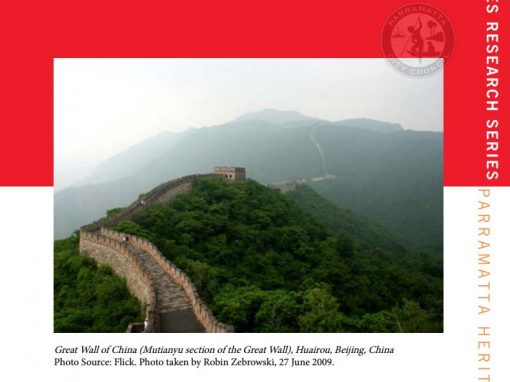 PARRAMATTA
CITY COUNCIL
ES RESEARCH SERIES
PARRAMATTA HERIT
Great Wall of China (Mutianyu section of the Great Wall), Huairou, Beijing, China
Photo Source: Flick. Photo taken by Robin Zebrowski, 27 June 2009.